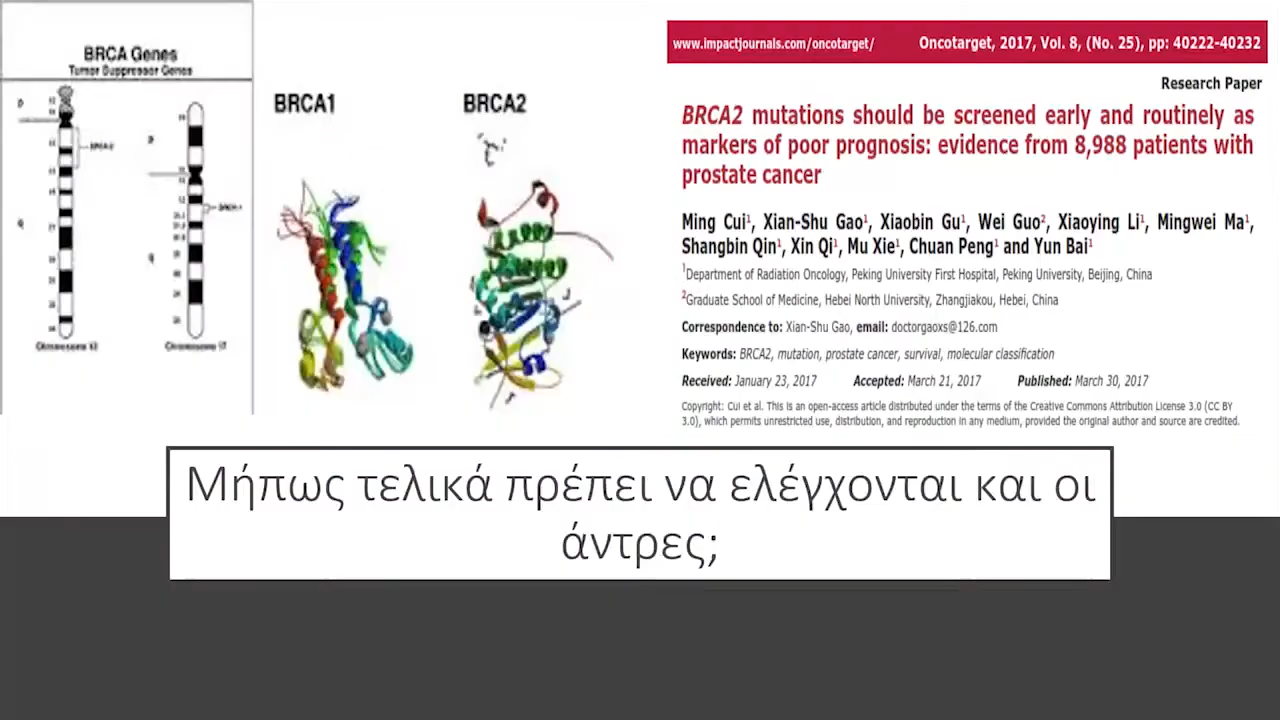 BRCA Genes
Tumor Suppressor Genes
Chromosome 13
Chromosome 17
BRCA1
BRCA2
www.impactjournals.com/oncotarget/
Oncotarget, 2017, Vol. 8, (No. 25), pp: 40222-40232
Research Paper
BRCA2 mutations should be screened early and routinely as
markers of poor prognosis: evidence from 8,988 patients with
prostate cancer
Ming Cui1, Xian-Shu Gao1, Xiaobin Gu1, Wei Guo2, Xiaoying Li1, Mingwei Ma1,
Shangbin Qin1, Xin Qi1, Mu Xie1, Chuan Peng1 and Yun Bai1
1Department of Radiation Oncology, Peking University First Hospital, Peking University, Beijing, China
2Graduate School of Medicine, Hebei North University, Zhangjiakou, Hebei, China
Correspondence to: Xian-Shu Gao, email: doctorgaoxs@126.com
Keywords: BRCA2, mutation, prostate cancer, survival, molecular classification
Received: January 23, 2017 Accepted: March 21, 2017 Published: March 30, 2017
Copyright: Cui et al. This is an open-access article distributed under the terms of the Creative Commons Attribution License 3.0 (CC BY
3.0), which permits unrestricted use, distribution, and reproduction in any medium, provided the original author and source are credited.
Μήπως τελικά πρέπει να ελέγχονται και οι
άντρες;